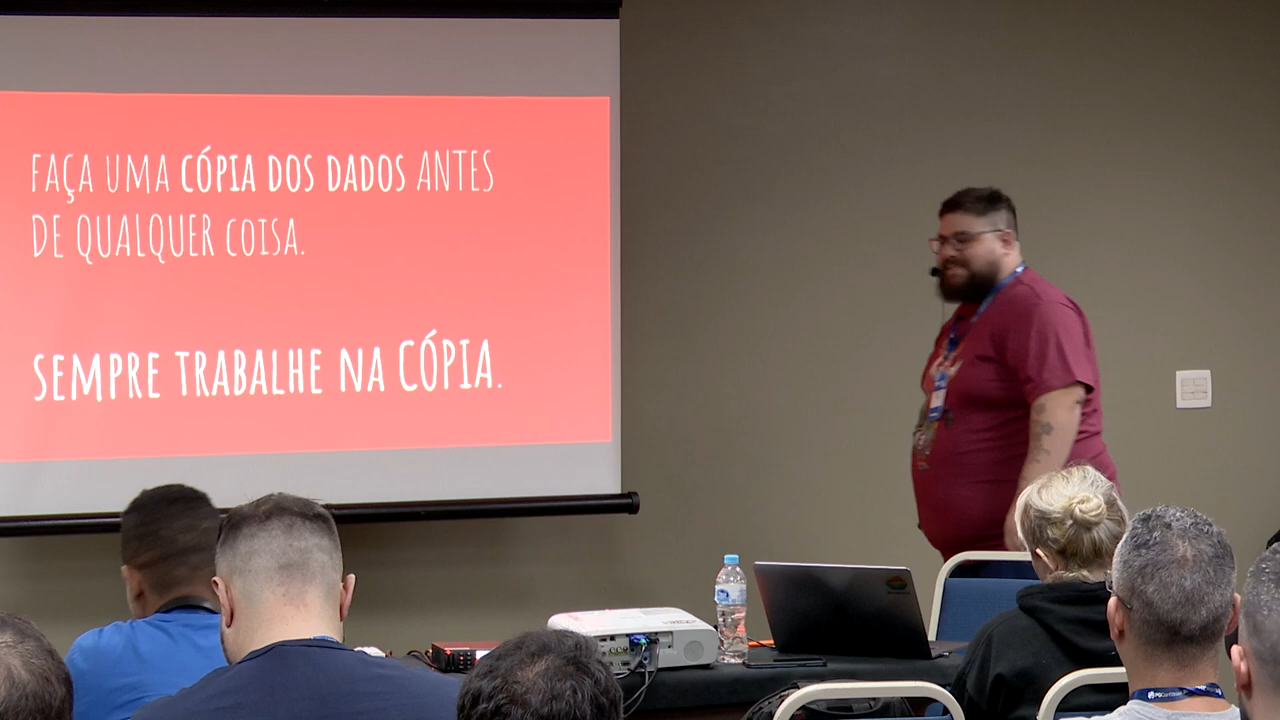 FAÇA UMA CÓPIA DOS DADOS ANTES
DE QUALQUER COISA.
SEMPRE TRABALHE NA CÓPIA.